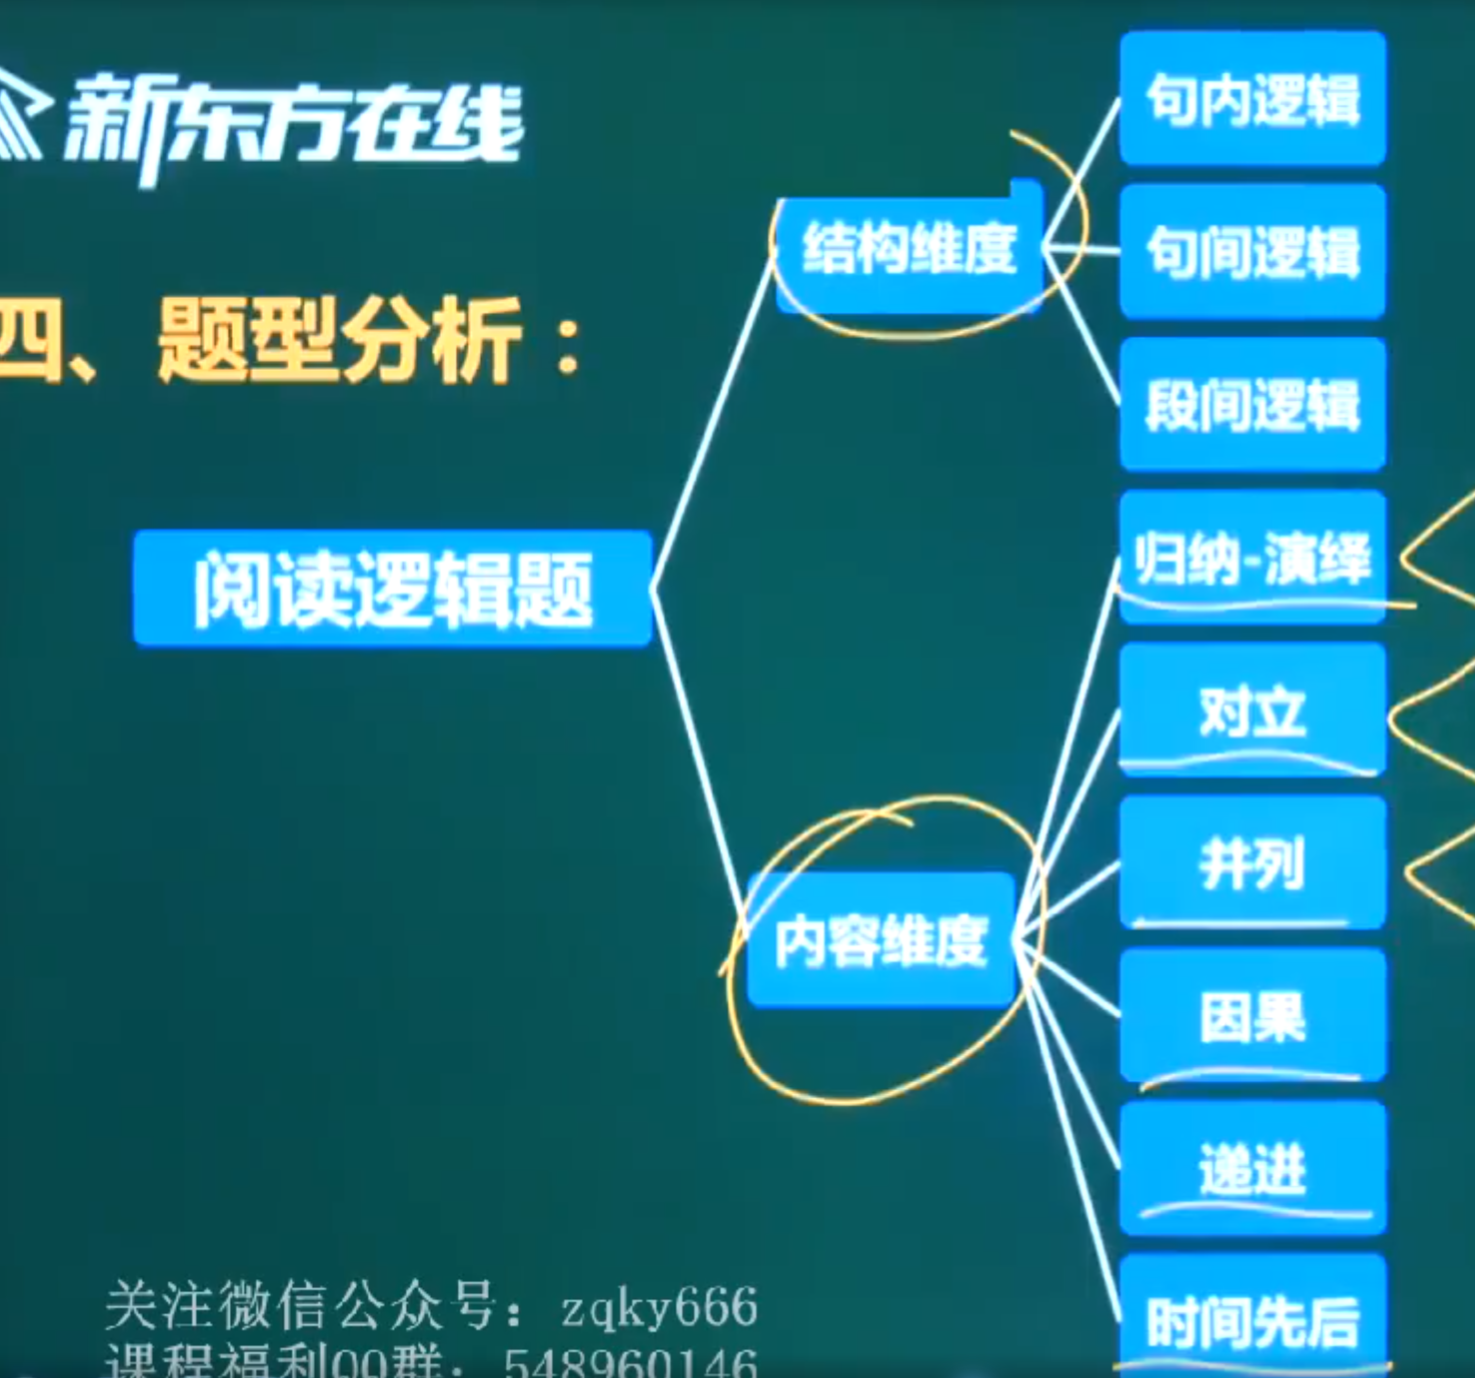 新东方在线
四、题型分析：
阅读逻辑题
结构维度
句内逻辑
句间逻辑
段间逻辑
内容维度
归纳-演绎
对立
并列
因果
递进
时间先后
关注微信公众号：zqky666
课程福利QQ群：548960146